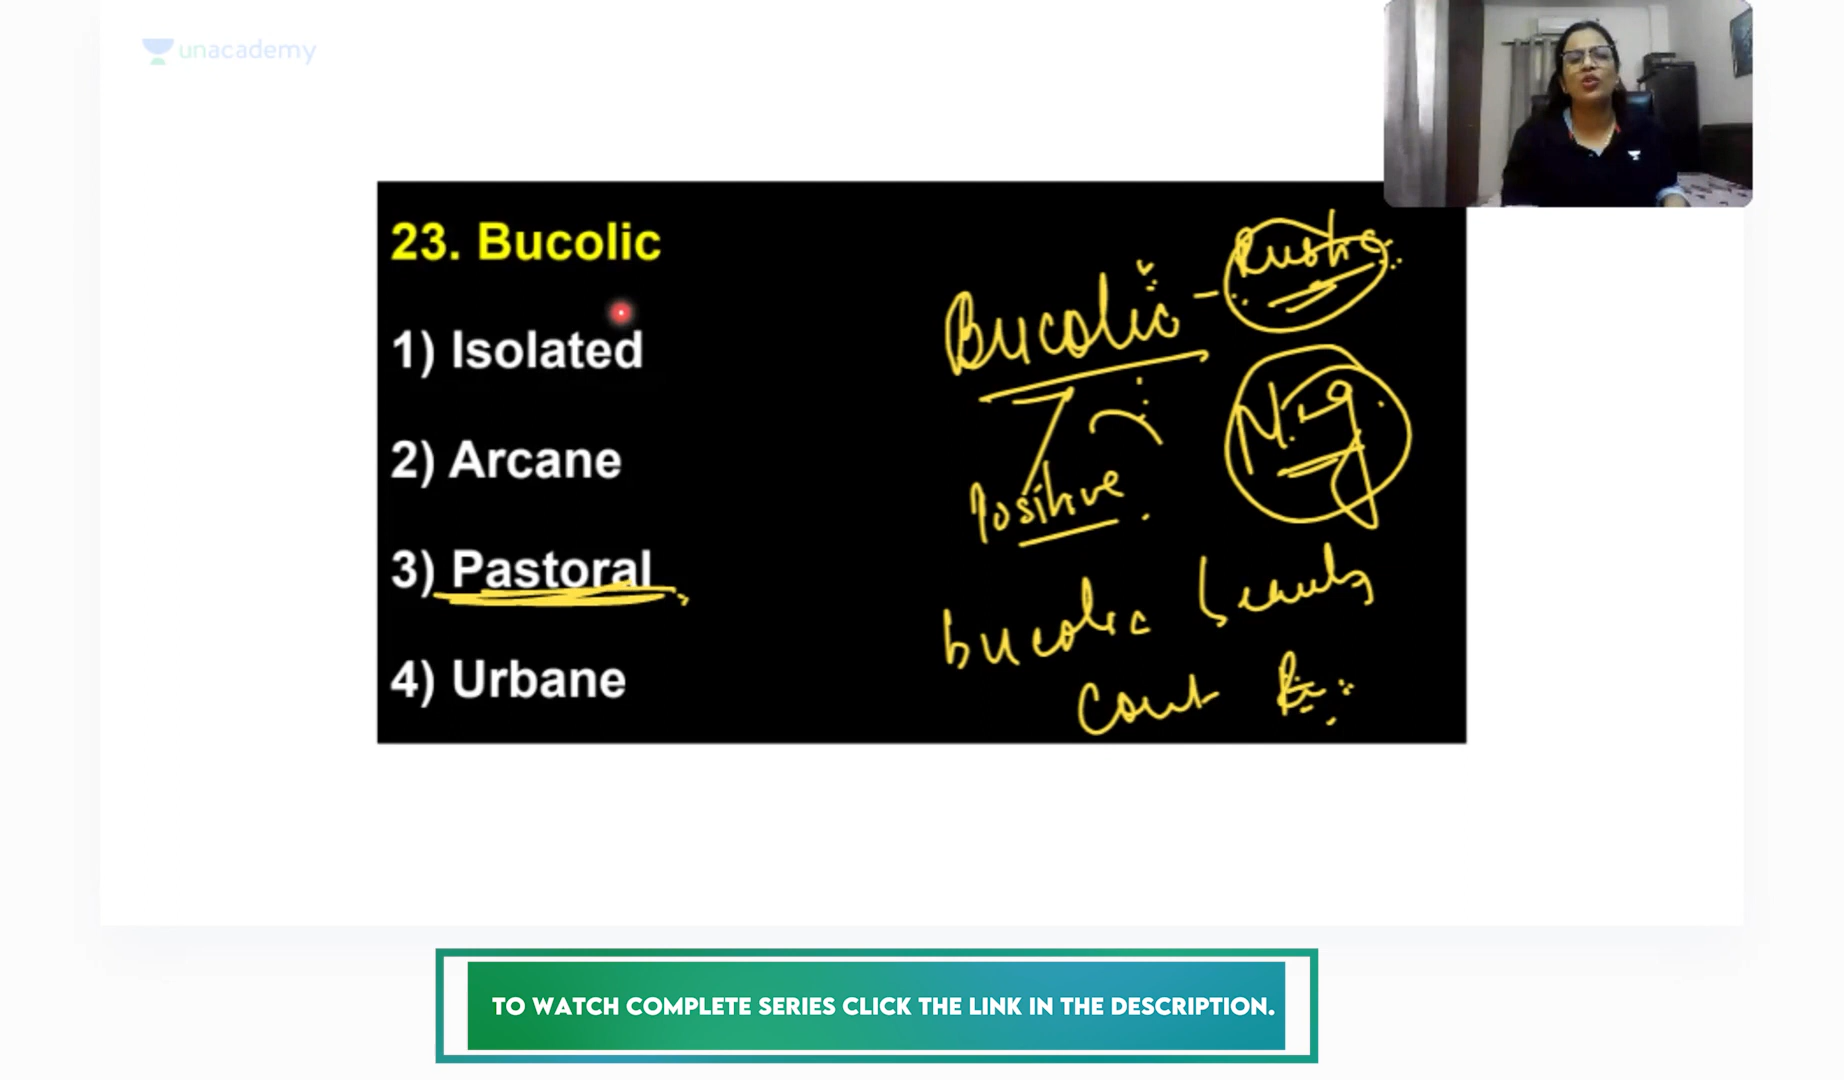 unacademy
23. Bucolic
1) Isolated
2) Arcane
3) Pastoral
4) Urbane
Bucolic - Rustic
Neg
Positive
bucolic beauty
TO WATCH COMPLETE SERIES CLICK THE LINK IN THE DESCRIPTION.